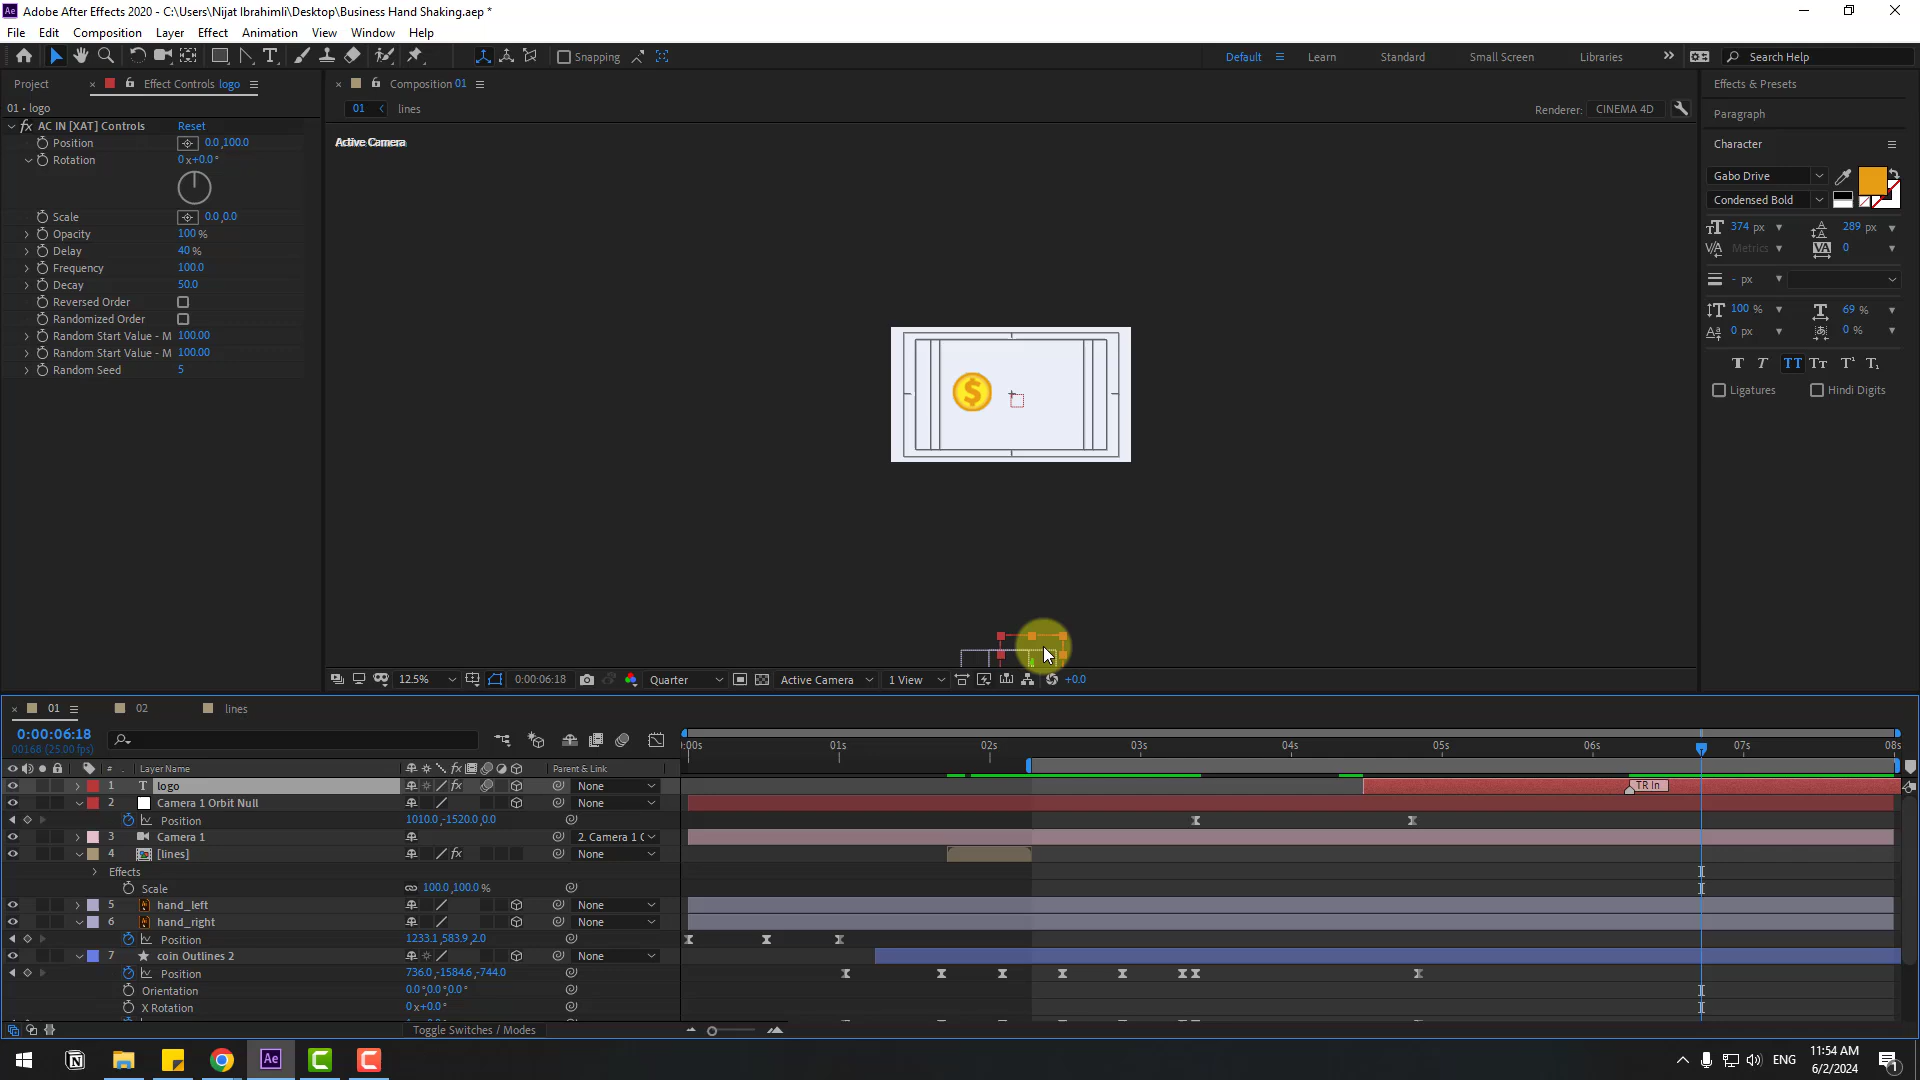 Adobe After Effects 2020 - C:\Users\Nijat Ibrahimli\Desktop\Business Hand Shaking.aep *
File Edit Composition Layer Effect Animation View Window Help
Snapping Default Learn Standard Small Screen Libraries Search Help
Project Effect Controls logo Composition 01 Effects & Presets
01 • logo 01 lines Renderer: CINEMA 4D Paragraph
AC IN [XAT] Controls Reset Active Camera Character
Position 0.0,100.0
Rotation 0x+0.0°
Scale 0.0,0.0
Opacity 100 %
Delay 40 %
Frequency 100.0
Decay 50.0
Reversed Order
Randomized Order
Random Start Value - M 100.00
Random Start Value - M 100.00
Random Seed 5
Gabo Drive
Condensed Bold
374 px 289 px
Metrics 0
- px
100 % 69 %
0 px 0 %
Ligatures Hindi Digits
12.5% 0:00:06:18 Quarter Active Camera 1 View +0.0
01 02 lines
0:00:06:18
00168 (25.00 fps)
:00s 01s 02s 03s 04s 05s 06s 07s 08s
# Layer Name Parent & Link
1 T logo None TR In
2 Camera 1 Orbit Null None
Position 1010.0,-1520.0,0.0
3 Camera 1 2. Camera 1 C
4 [lines] None
Effects
Scale 100.0,100.0 %
5 hand_left None
6 hand_right None
Position 1233.1,583.9,2.0
7 coin Outlines 2 None
Position 736.0,-1584.6,-744.0
Orientation 0.0°,0.0°,0.0°
X Rotation 0x+0.0°
Toggle Switches / Modes
ENG 11:54 AM
6/2/2024